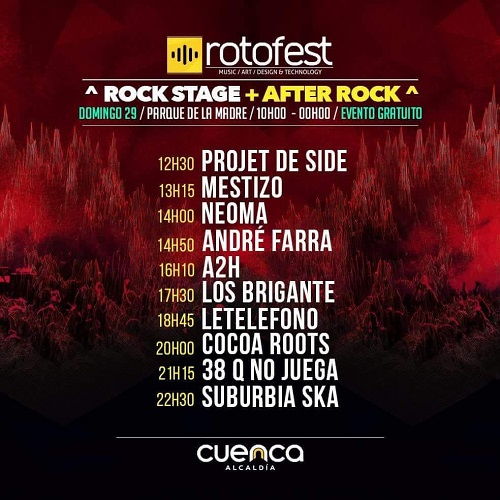 rotofest
MUSIC / ART / DESIGN & TECHNOLOGY
^ ROCK STAGE + AFTER ROCK ^
DOMINGO 29 / PARQUE DE LA MADRE / 10H00 - 00H00 / EVENTO GRATUITO
12H30 PROJET DE SIDE
13H15 MESTIZO
14H00 NEOMA
14H50 ANDRÉ FARRA
16H10 A2H
17H30 LOS BRIGANTE
18H45 LETELEFONO
20H00 COCOA ROOTS
21H15 38 Q NO JUEGA
22H30 SUBURBIA SKA
cuenca
ALCALDÍA